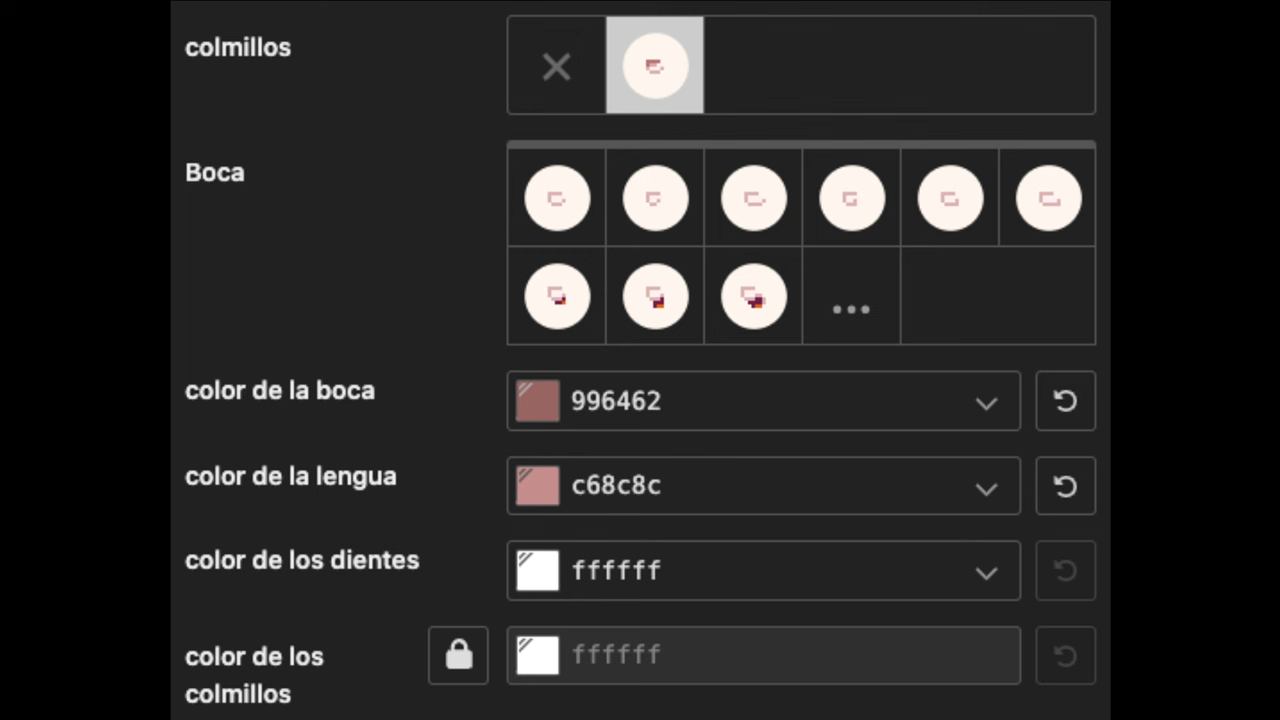 colmillos
Boca
...
color de la boca
996462
color de la lengua
c68c8c
color de los dientes
ffffff
color de los
colmillos
ffffff